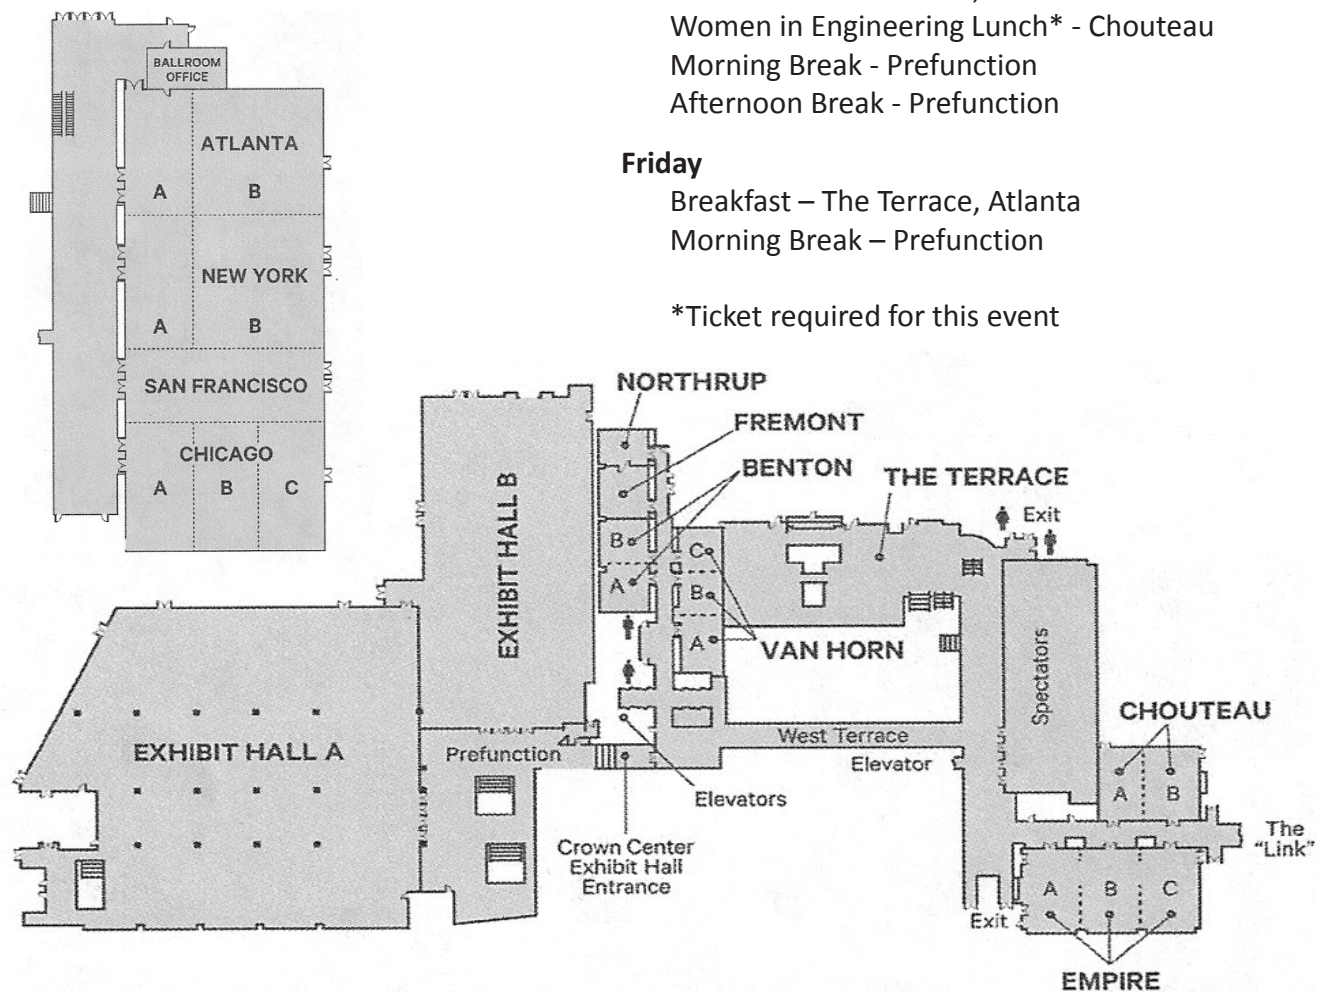 Women in Engineering Lunch* - Chouteau
Morning Break - Prefunction
Afternoon Break - Prefunction
Friday
Breakfast – The Terrace, Atlanta
Morning Break – Prefunction
*Ticket required for this event
BALLROOM
OFFICE
ATLANTA
A B
NEW YORK
A B
SAN FRANCISCO
CHICAGO
A B C
NORTHRUP
FREMONT
BENTON
THE TERRACE
Exit
EXHIBIT HALL B
B
A
C
B
A
VAN HORN
Spectators
CHOUTEAU
A B
EXHIBIT HALL A
Prefunction
West Terrace
Elevator
Elevators
Crown Center
Exhibit Hall
Entrance
The
"Link"
A B C
Exit
EMPIRE